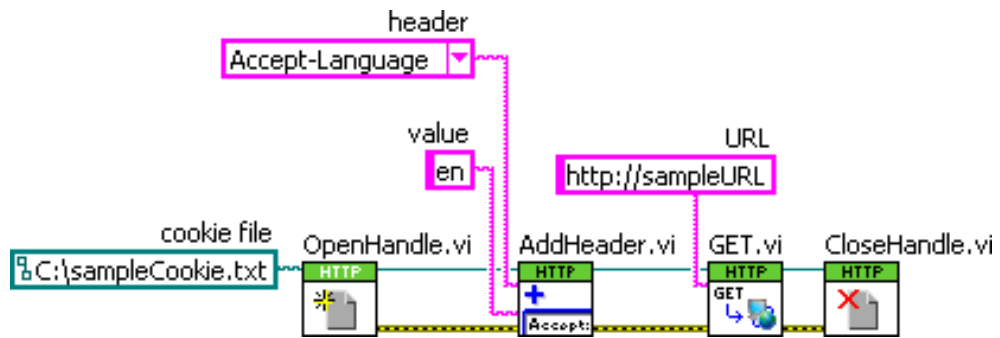 header
Accept-Language
value
en
URL
http://sampleURL
cookie file
C:\sampleCookie.txt
OpenHandle.vi
AddHeader.vi
GET.vi
CloseHandle.vi
HTTP
HTTP
HTTP
HTTP
Accept:
GET